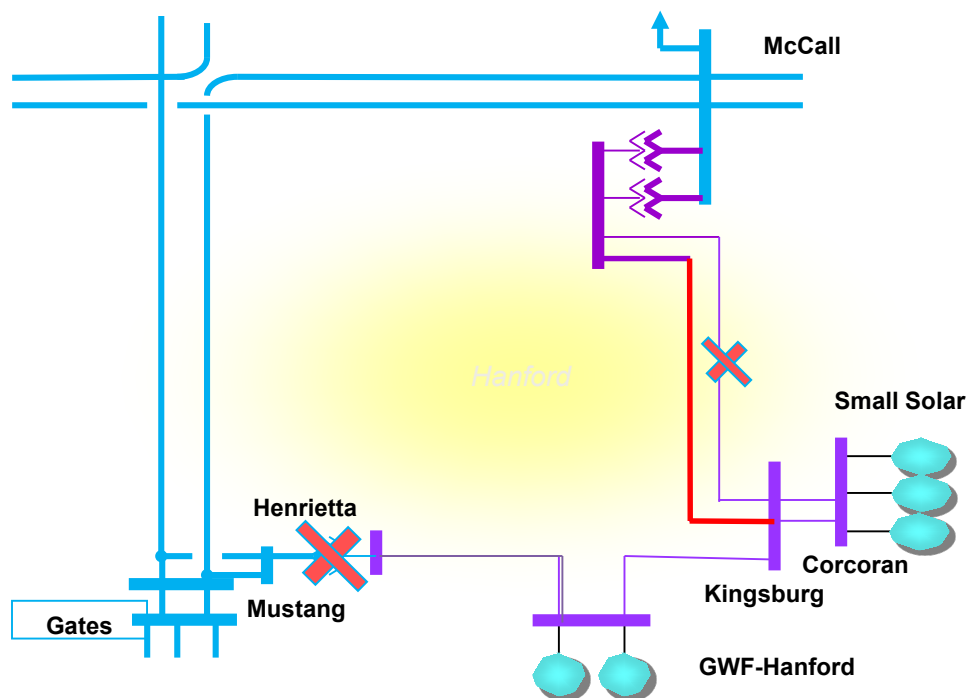 McCall
Hanford
Small Solar
Henrietta
Corcoran
Kingsburg
Mustang
Gates
GWF-Hanford